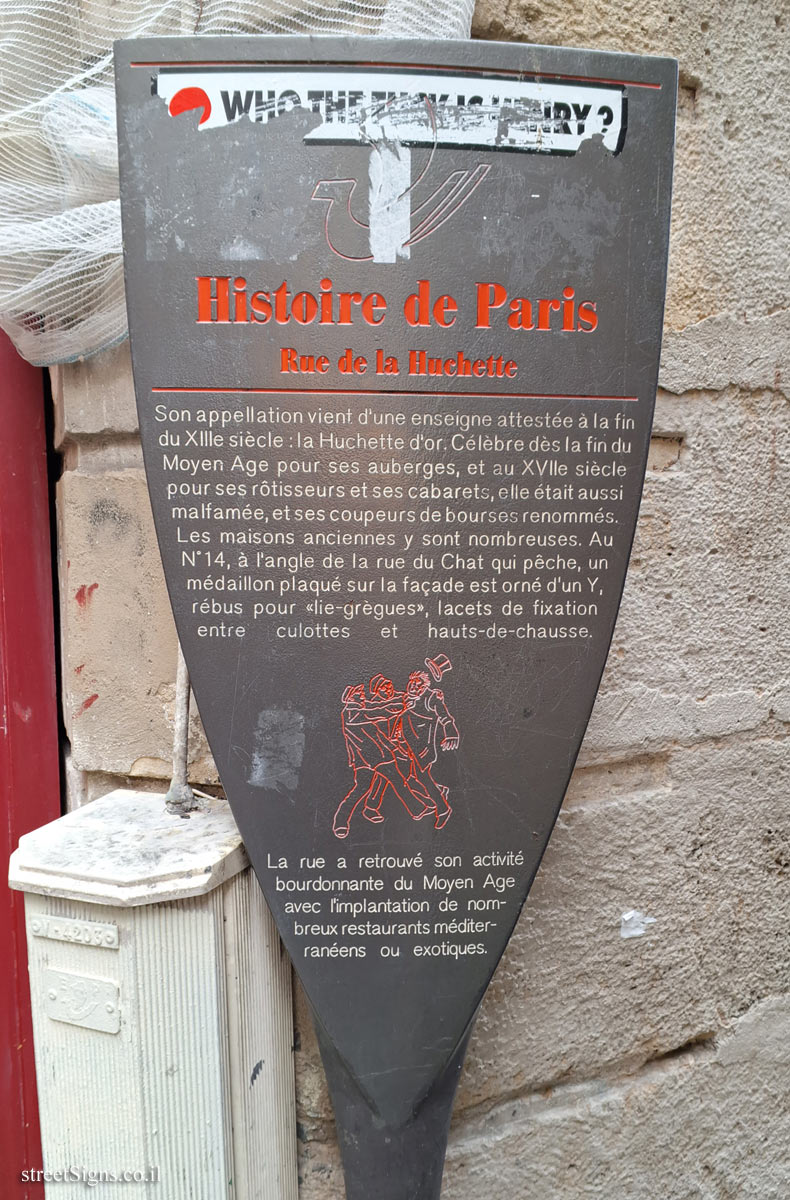 WHO THE FUCK IS HENRY?
Histoire de Paris
Rue de la Huchette
Son appellation vient d'une enseigne attestée à la fin
du XIIIe siècle : la Huchette d'or. Célèbre dès la fin du
Moyen Age pour ses auberges, et au XVIIe siècle
pour ses rôtisseurs et ses cabarets, elle était aussi
malfamée, et ses coupeurs de bourses renommés.
Les maisons anciennes y sont nombreuses. Au
N°14, à l'angle de la rue du Chat qui pêche, un
médaillon plaqué sur la façade est orné d'un Y,
rébus pour «lie-grègues», lacets de fixation
entre culottes et hauts-de-chausse.
La rue a retrouvé son activité
bourdonnante du Moyen Age
avec l'implantation de nom-
breux restaurants méditer-
ranéens ou exotiques.
streetSigns.co.il